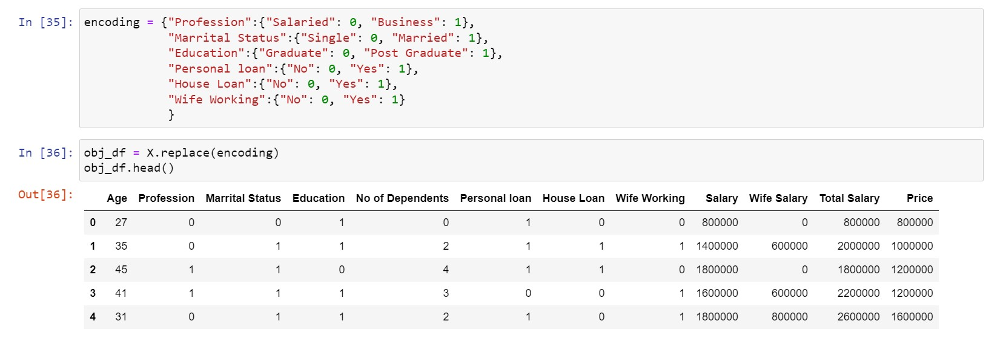 In [35]: encoding = {"Profession":{"Salaried": 0, "Business": 1},
"Marrital Status":{"Single": 0, "Married": 1},
"Education":{"Graduate": 0, "Post Graduate": 1},
"Personal loan":{"No": 0, "Yes": 1},
"House Loan":{"No": 0, "Yes": 1},
"Wife Working":{"No": 0, "Yes": 1}
}
In [36]: obj_df = X.replace(encoding)
obj_df.head()
Out[36]:
Age Profession Marrital Status Education No of Dependents Personal loan House Loan Wife Working Salary Wife Salary Total Salary Price
0 27 0 0 1 0 1 0 0 800000 0 800000 800000
1 35 0 1 1 2 1 1 1 1400000 600000 2000000 1000000
2 45 1 1 0 4 1 1 0 1800000 0 1800000 1200000
3 41 1 1 1 3 0 0 1 1600000 600000 2200000 1200000
4 31 0 1 1 2 1 0 1 1800000 800000 2600000 1600000